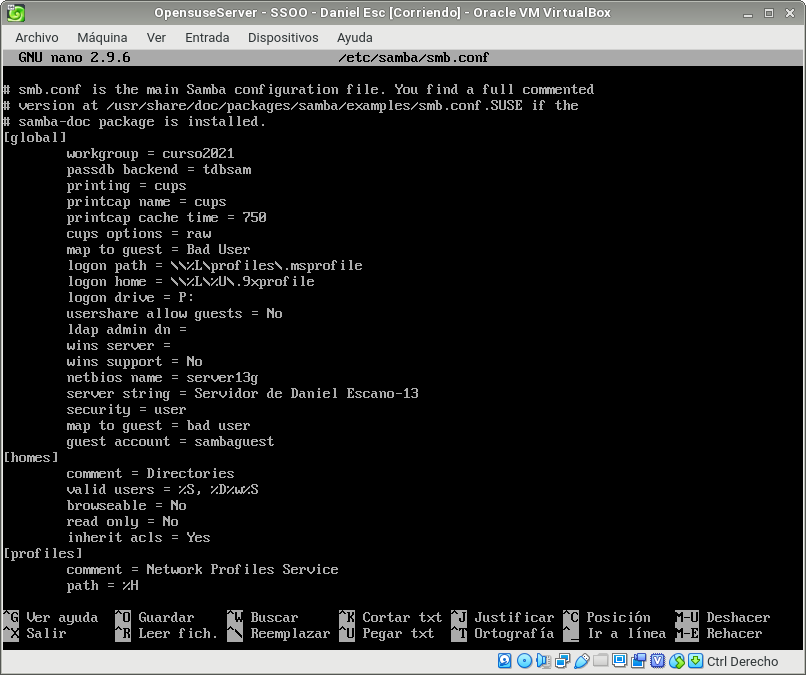 OpensuseServer - SSOO - Daniel Esc [Corriendo] - Oracle VM VirtualBox
Archivo Máquina Ver Entrada Dispositivos Ayuda
GNU nano 2.9.6 /etc/samba/smb.conf
# smb.conf is the main Samba configuration file. You find a full commented
# version at /usr/share/doc/packages/samba/examples/smb.conf.SUSE if the
# samba-doc package is installed.
[global]
workgroup = curso2021
passdb backend = tdbsam
printing = cups
printcap name = cups
printcap cache time = 750
cups options = raw
map to guest = Bad User
logon path = \\%L\profiles\.msprofile
logon home = \\%L\%U\.9xprofile
logon drive = P:
usershare allow guests = No
ldap admin dn =
wins server =
wins support = No
netbios name = server13g
server string = Servidor de Daniel Escano-13
security = user
map to guest = bad user
guest account = sambaguest
[homes]
comment = Directories
valid users = %S, %D%w%S
browseable = No
read only = No
inherit acls = Yes
[profiles]
comment = Network Profiles Service
path = %H
^G Ver ayuda ^O Guardar ^W Buscar ^K Cortar txt ^J Justificar ^C Posición M-U Deshacer
^X Salir ^R Leer fich. ^\ Reemplazar ^U Pegar txt ^T Ortografía ^_ Ir a línea M-E Rehacer
Ctrl Derecho